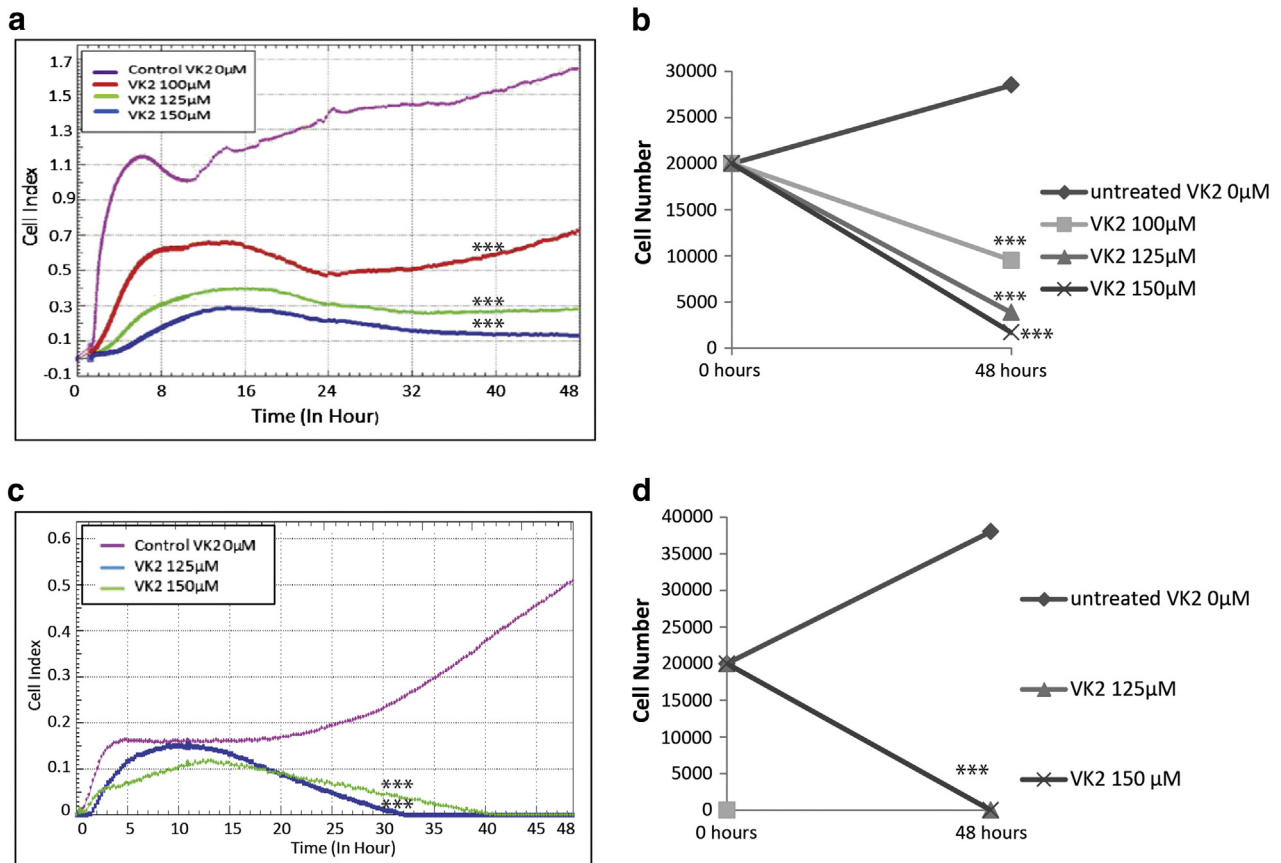 a
1.7
1.5
1.3
1.1
0.9
0.7
0.5
0.3
0.1
-0.1
Cell Index
Control VK2 0µM
VK2 100µM
VK2 125µM
VK2 150µM
***
***
***
0 8 16 24 32 40 48
Time (In Hour)
b
30000
25000
20000
15000
10000
5000
0
Cell Number
***
***
***
0 hours 48 hours
untreated VK2 0µM
VK2 100µM
VK2 125µM
VK2 150µM
c
0.6
0.5
0.4
0.3
0.2
0.1
0
Cell Index
Control VK2 0µM
VK2 125µM
VK2 150µM
***
***
0 5 10 15 20 25 30 35 40 45 48
Time (In Hour)
d
40000
35000
30000
25000
20000
15000
10000
5000
0
Cell Number
***
0 hours 48 hours
untreated VK2 0µM
VK2 125µM
VK2 150 µM